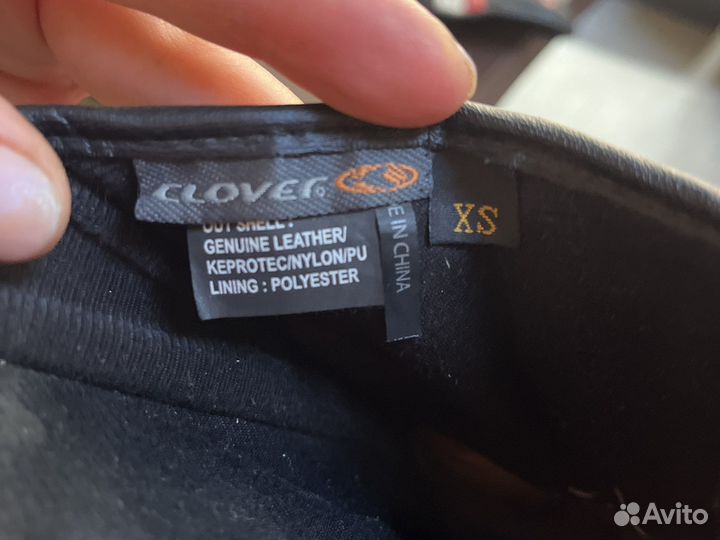 CLOVER
XS
OUT SHELL :
GENUINE LEATHER/
KEPROTEC/NYLON/PU
LINING : POLYESTER
E IN CHINA
Avito